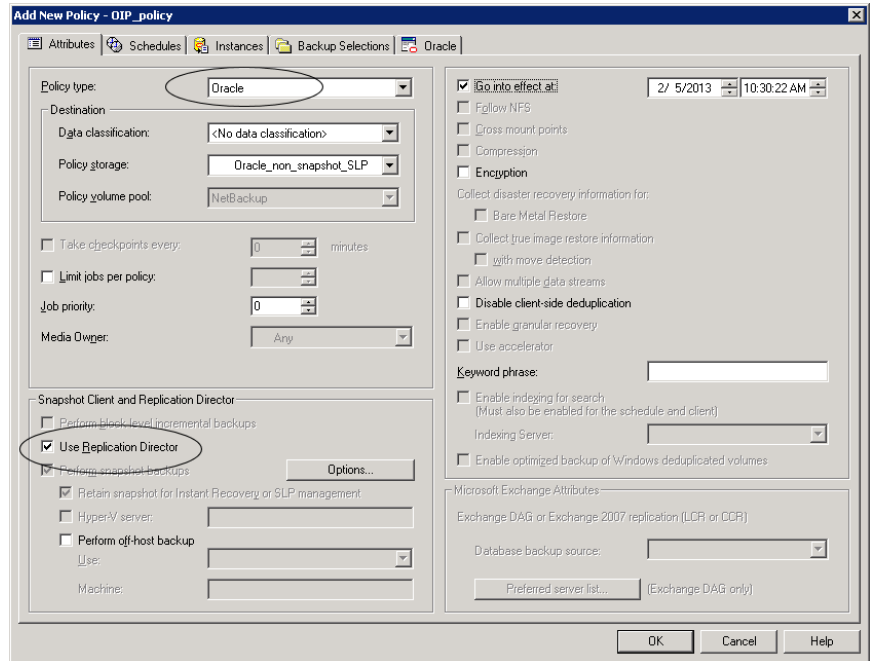 Add New Policy - OIP_policy
Attributes Schedules Instances Backup Selections Oracle
Policy type: Oracle
Destination
Data classification: <No data classification>
Policy storage: Oracle_non_snapshot_SLP
Policy volume pool: NetBackup
Take checkpoints every: 0 minutes
Limit jobs per policy:
Job priority: 0
Media Owner: Any
Snapshot Client and Replication Director
Perform block level incremental backups
Use Replication Director
Perform snapshot backups Options...
Retain snapshot for Instant Recovery or SLP management
Hyper-V server:
Perform off-host backup
Use:
Machine:
Go into effect at: 2/ 5/2013 10:30:22 AM
Follow NFS
Cross mount points
Compression
Encryption
Collect disaster recovery information for:
Bare Metal Restore
Collect true image restore information
with move detection
Allow multiple data streams
Disable client-side deduplication
Enable granular recovery
Use accelerator
Keyword phrase:
Enable indexing for search
(Must also be enabled for the schedule and client)
Indexing Server:
Enable optimized backup of Windows deduplicated volumes
Microsoft Exchange Attributes
Exchange DAG or Exchange 2007 replication (LCR or CCR)
Database backup source:
Preferred server list... (Exchange DAG only)
OK Cancel Help